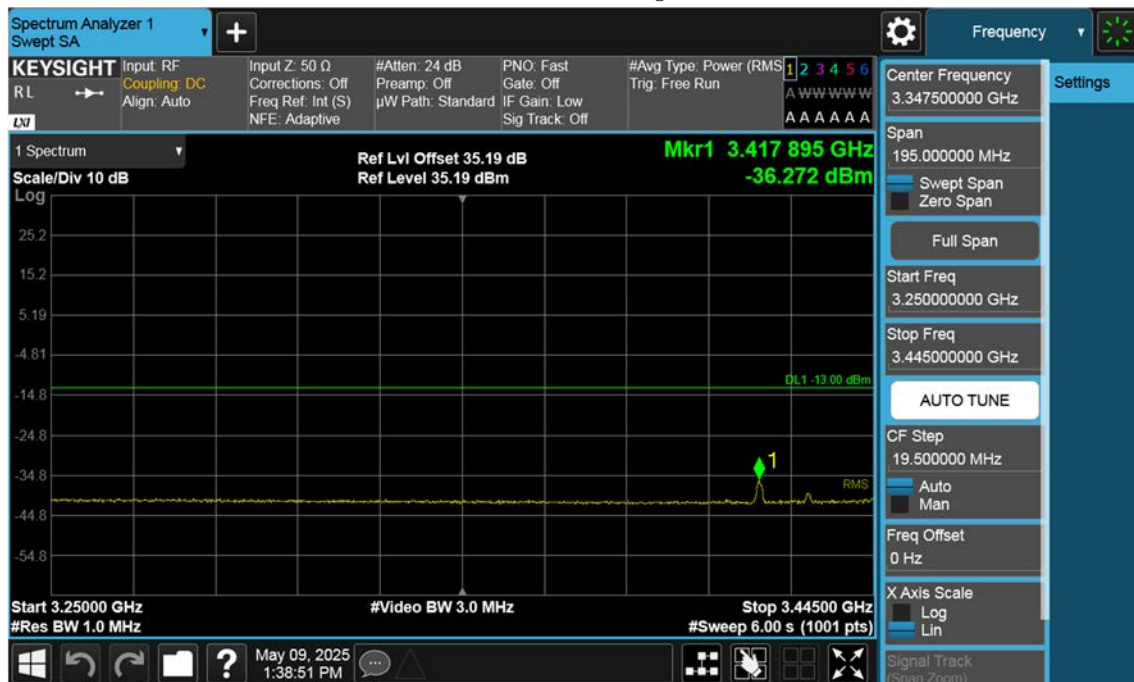 Spectrum Analyzer 1
Swept SA
+
Frequency
KEYSIGHT
RL
LXI
Input: RF
Coupling: DC
Align: Auto
Input Z: 50 Ω
Corrections: Off
Freq Ref: Int (S)
NFE: Adaptive
#Atten: 24 dB
Preamp: Off
µW Path: Standard
PNO: Fast
Gate: Off
IF Gain: Low
Sig Track: Off
#Avg Type: Power (RMS
Trig: Free Run
1 2 3 4 5 6
A W W W W W
A A A A A A
1 Spectrum
Scale/Div 10 dB
Ref Lvl Offset 35.19 dB
Ref Level 35.19 dBm
Mkr1 3.417 895 GHz
-36.272 dBm
Log
25.2
15.2
5.19
-4.81
DL1 -13.00 dBm
-14.8
-24.8
1
-34.8
RMS
-44.8
-54.8
Start 3.25000 GHz
#Res BW 1.0 MHz
#Video BW 3.0 MHz
Stop 3.44500 GHz
#Sweep 6.00 s (1001 pts)
?
May 09, 2025
1:38:51 PM
Center Frequency
3.347500000 GHz
Span
195.000000 MHz
Swept Span
Zero Span
Full Span
Start Freq
3.250000000 GHz
Stop Freq
3.445000000 GHz
AUTO TUNE
CF Step
19.500000 MHz
Auto
Man
Freq Offset
0 Hz
X Axis Scale
Log
Lin
Signal Track
(Span Zoom)
Settings